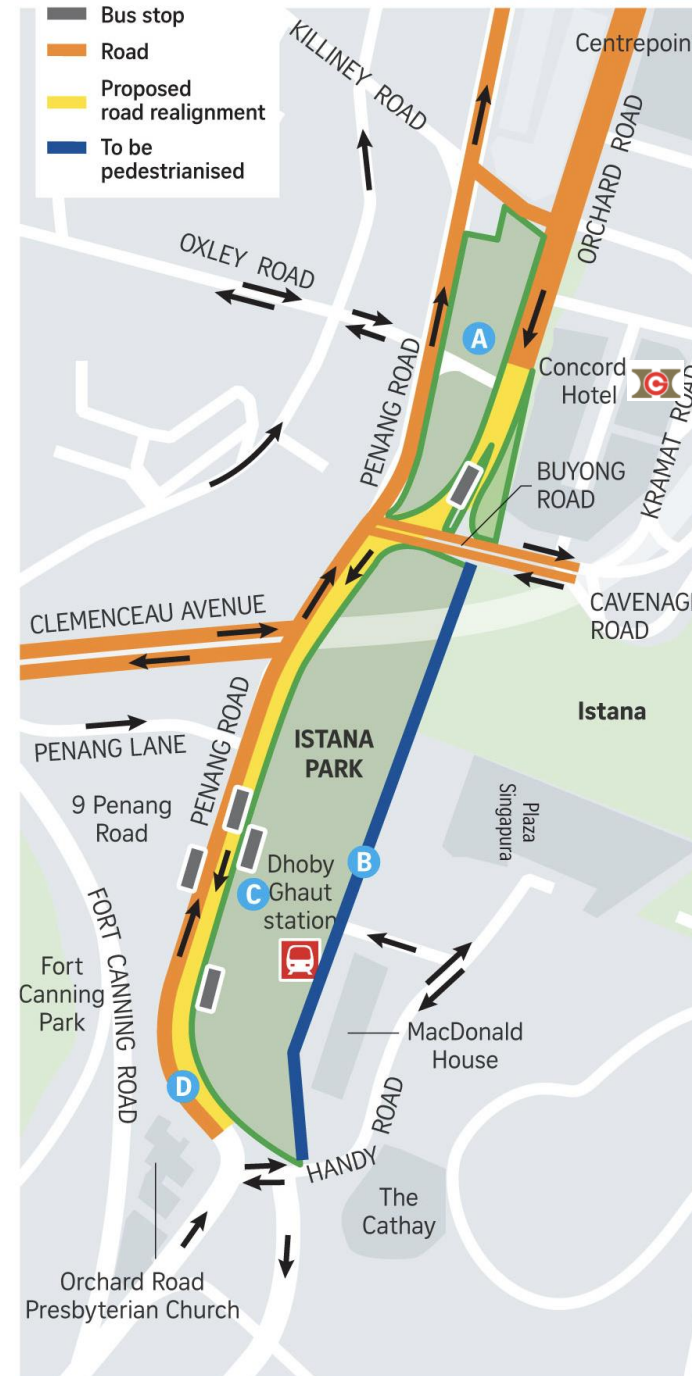 Bus stop
Road
Proposed
road realignment
To be
pedestrianised
KILLINEY ROAD
Centrepoin
ORCHARD ROAD
OXLEY ROAD
A
PENANG ROAD
Concord
Hotel
C
KRAMAT ROAD
BUYONG
ROAD
CLEMENCEAU AVENUE
CAVENAGH
ROAD
PENANG LANE
PENANG ROAD
ISTANA
PARK
Istana
9 Penang
Road
Plaza
Singapura
B
Dhoby
Ghaut
station
C
FORT CANNING ROAD
Fort
Canning
Park
MacDonald
House
D
HANDY ROAD
The
Cathay
Orchard Road
Presbyterian Church